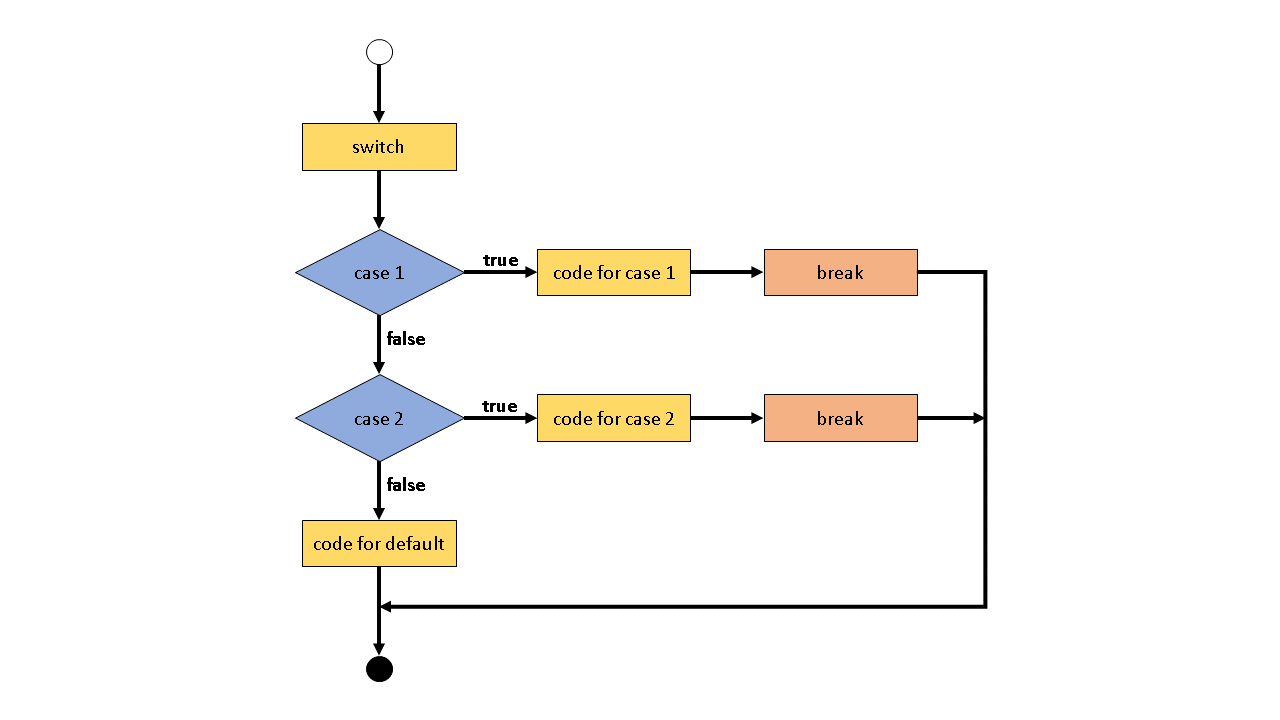 switch
case 1
true
code for case 1
break
false
case 2
true
code for case 2
break
false
code for default